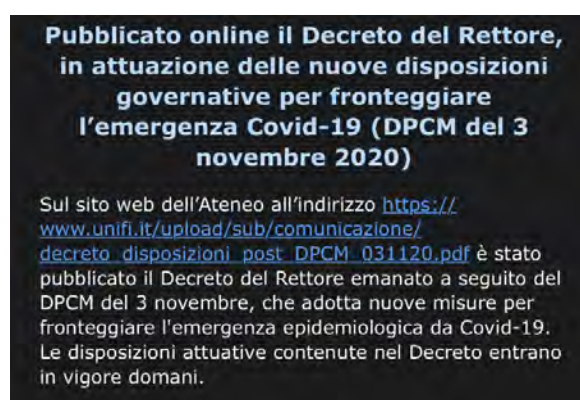 Pubblicato online il Decreto del Rettore,
in attuazione delle nuove disposizioni
governative per fronteggiare
l’emergenza Covid-19 (DPCM del 3
novembre 2020)
Sul sito web dell’Ateneo all’indirizzo https://
www.unifi.it/upload/sub/comunicazione/
decreto_disposizioni_post_DPCM_031120.pdf è stato
pubblicato il Decreto del Rettore emanato a seguito del
DPCM del 3 novembre, che adotta nuove misure per
fronteggiare l'emergenza epidemiologica da Covid-19.
Le disposizioni attuative contenute nel Decreto entrano
in vigore domani.